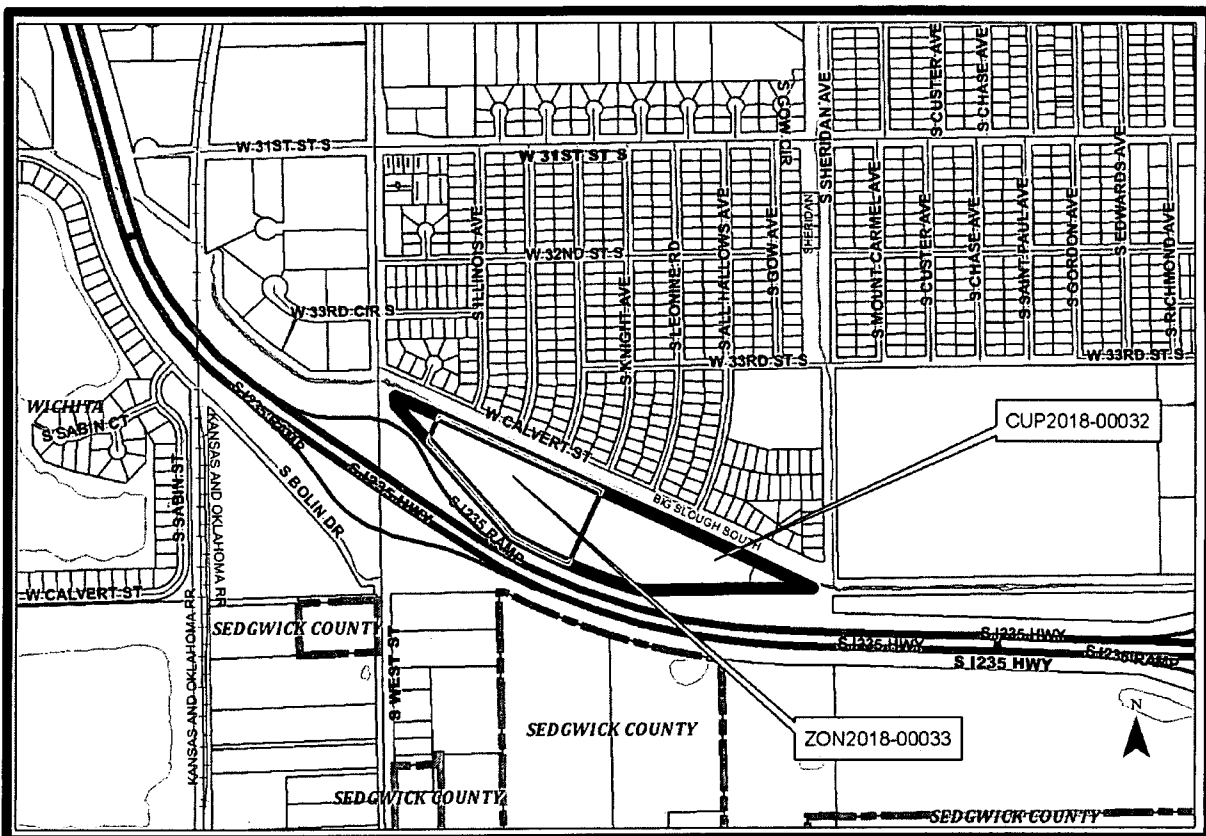 S GOW CIR
S SHERIDAN AVE
S CUSTER AVE
S CHASE AVE
W 31ST ST S
W 31ST ST S
SHERIDAN
S EDWARDS AVE
S ILLINOIS AVE
W 32ND ST S
S KNIGHT AVE
S LEONINE RD
S ALL HALLOWS AVE
S GOW AVE
S MOUNT CARMEL AVE
S CUSTER AVE
S CHASE AVE
S SAINT PAUL AVE
S GORDON AVE
S RICHMOND AVE
W 33RD CIR S
W 33RD ST S
W 33RD ST S
WICHITA
S SABIN CT
S I235 RAMP
W CALVERT ST
CUP2018-00032
S SABIN ST
KANSAS AND OKLAHOMA RR
S BOLIN DR
S I235 HWY
S I235 RAMP
BIG SLOUGH SOUTH
W CALVERT ST
KANSAS AND OKLAHOMA RR
SEDGWICK COUNTY
S WEST ST
S I235 HWY
S I235 HWY
S I235 HWY
S I235 RAMP
N
SEDGWICK COUNTY
ZON2018-00033
SEDGWICK COUNTY
SEDGWICK COUNTY